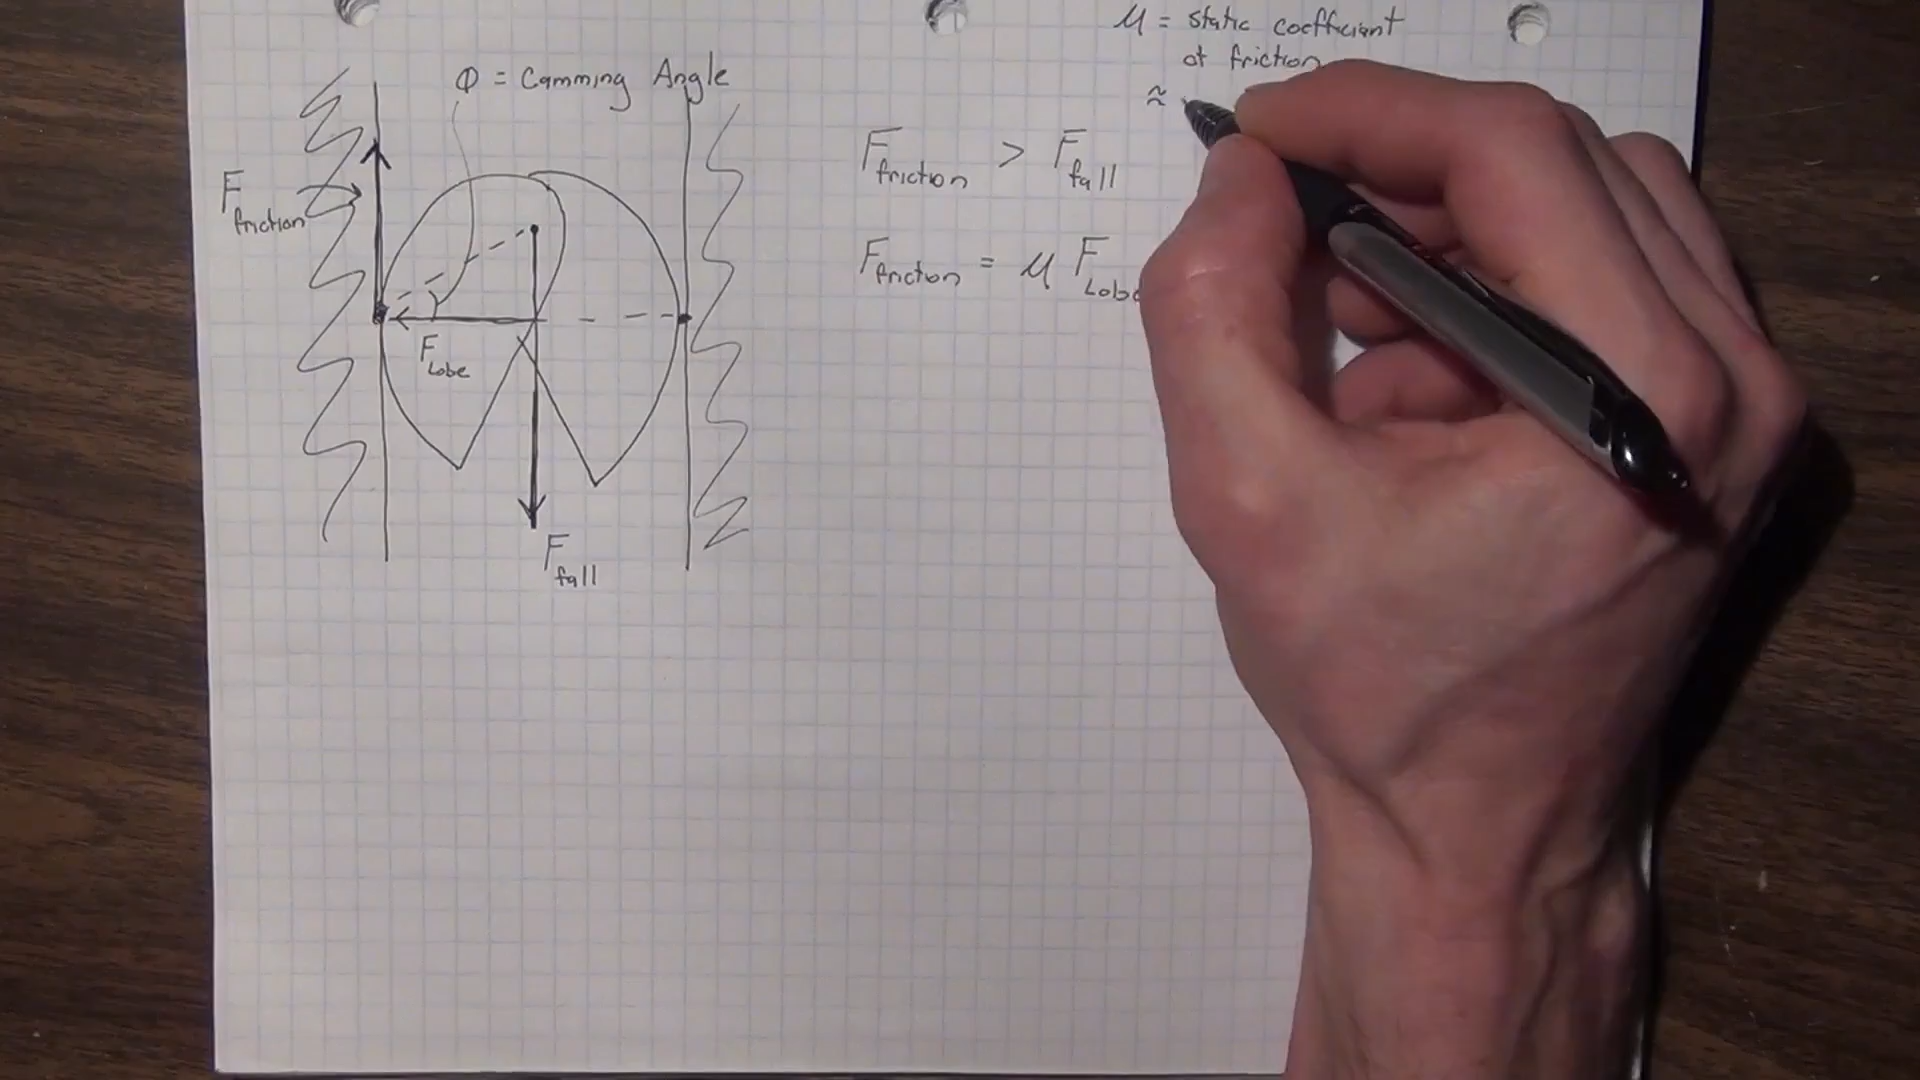 μ = static coefficient
of friction
≈
Φ = Camming Angle
F friction > F fall
F friction
F friction = μ F Lobe
F Lobe
F fall